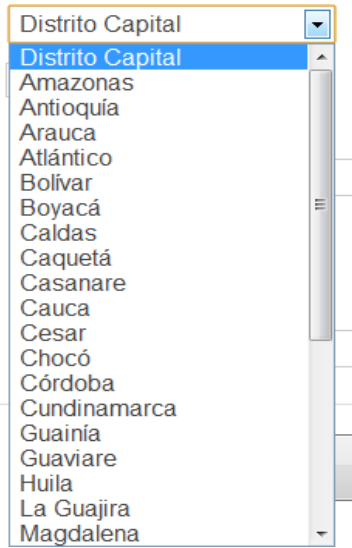 Distrito Capital
Distrito Capital
Amazonas
Antioquía
Arauca
Atlántico
Bolívar
Boyacá
Caldas
Caquetá
Casanare
Cauca
Cesar
Chocó
Córdoba
Cundinamarca
Guainía
Guaviare
Huila
La Guajira
Magdalena